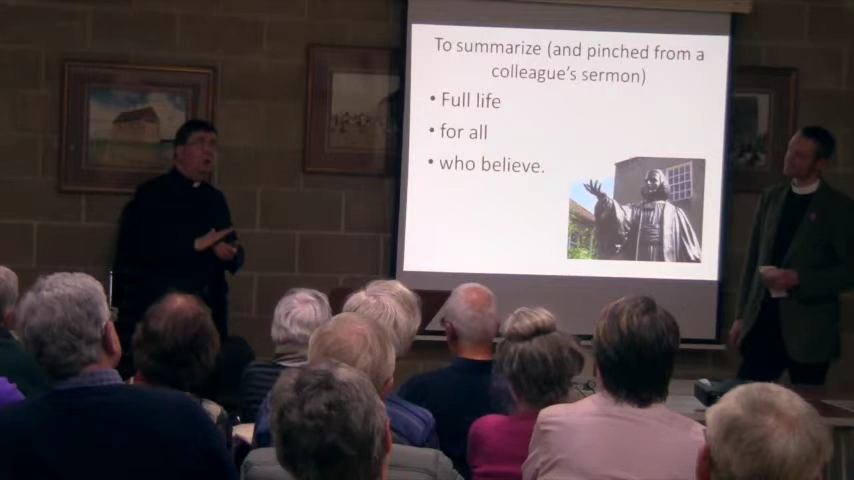 To summarize (and pinched from a
colleague's sermon)
• Full life
• for all
• who believe.